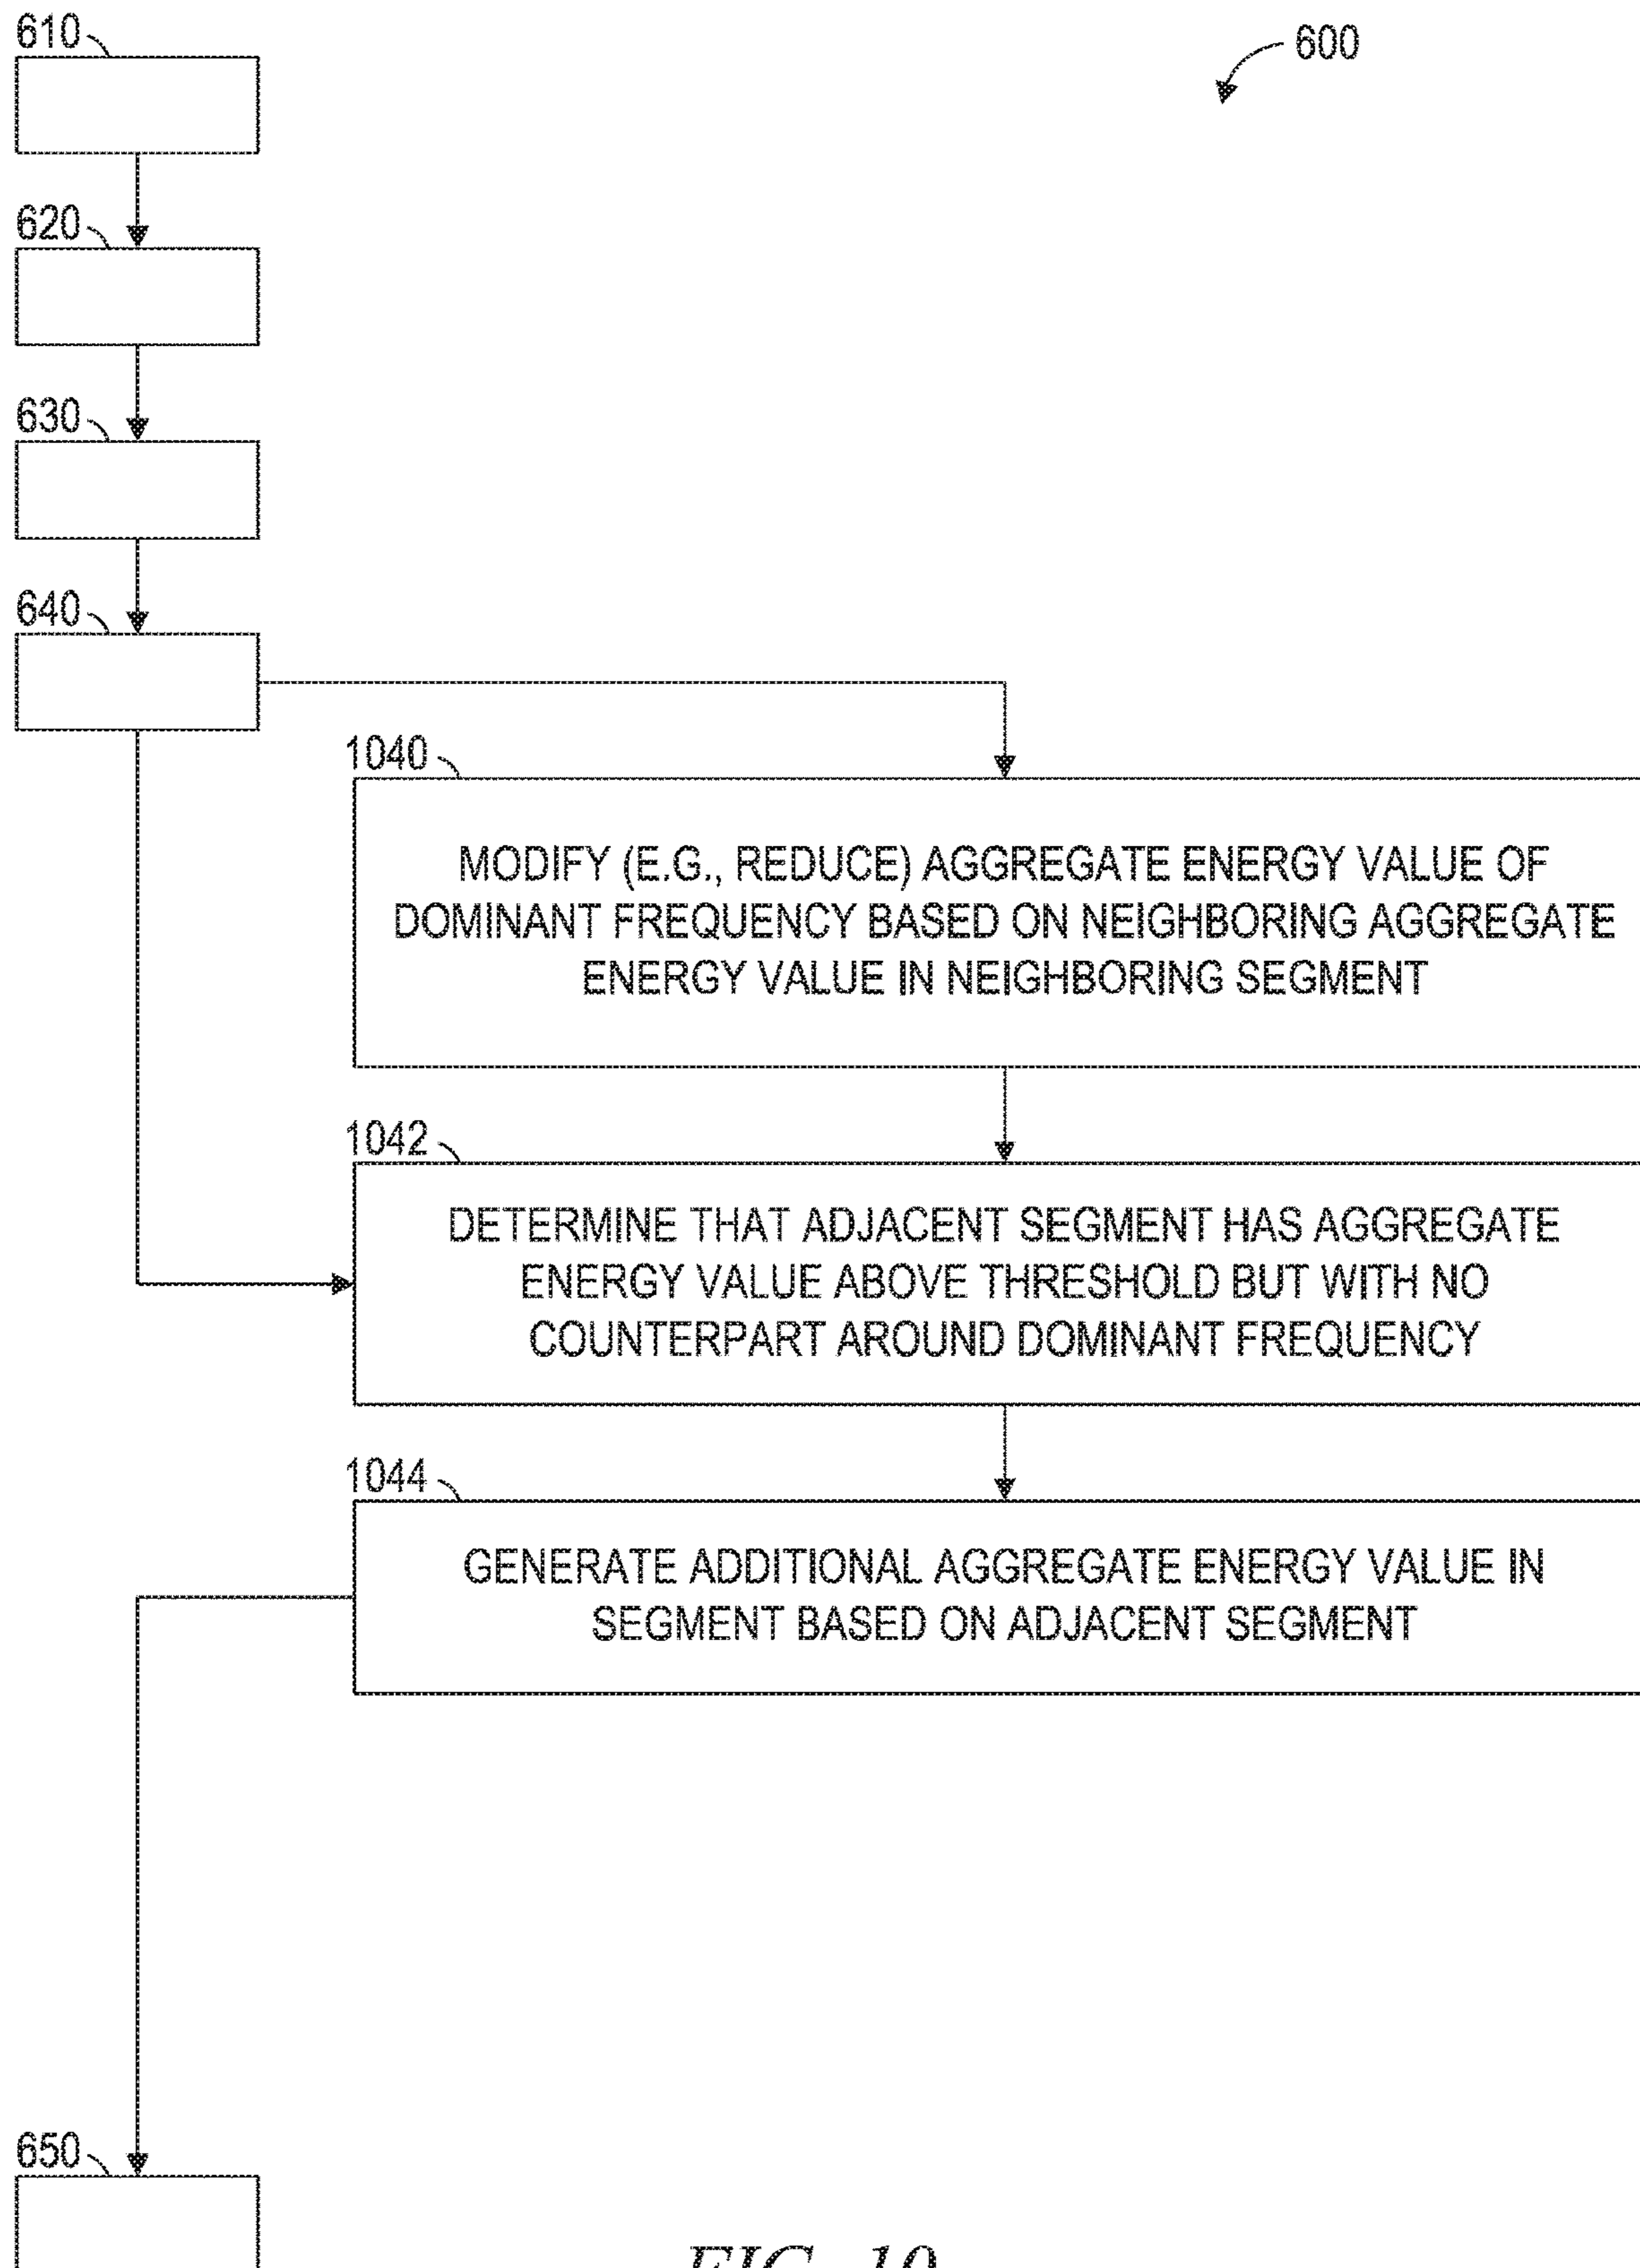 610
600
620
630
640
1040
MODIFY (E.G., REDUCE) AGGREGATE ENERGY VALUE OF
DOMINANT FREQUENCY BASED ON NEIGHBORING AGGREGATE
ENERGY VALUE IN NEIGHBORING SEGMENT
1042
DETERMINE THAT ADJACENT SEGMENT HAS AGGREGATE
ENERGY VALUE ABOVE THRESHOLD BUT WITH NO
COUNTERPART AROUND DOMINANT FREQUENCY
1044
GENERATE ADDITIONAL AGGREGATE ENERGY VALUE IN
SEGMENT BASED ON ADJACENT SEGMENT
650
FIG. 10